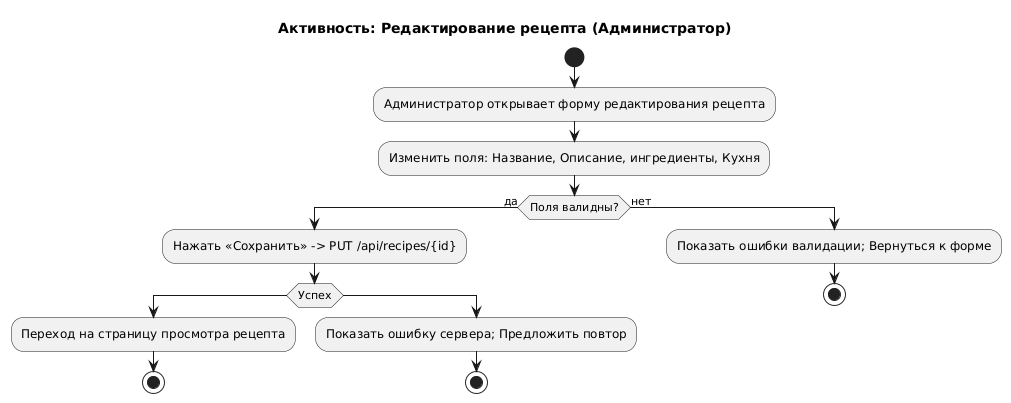 Активность: Редактирование рецепта (Администратор)
Администратор открывает форму редактирования рецепта
Изменить поля: Название, Описание, ингредиенты, Кухня
да
Поля валидны?
нет
Нажать «Сохранить» -> PUT /api/recipes/{id}
Показать ошибки валидации; Вернуться к форме
Успех
Переход на страницу просмотра рецепта
Показать ошибку сервера; Предложить повтор